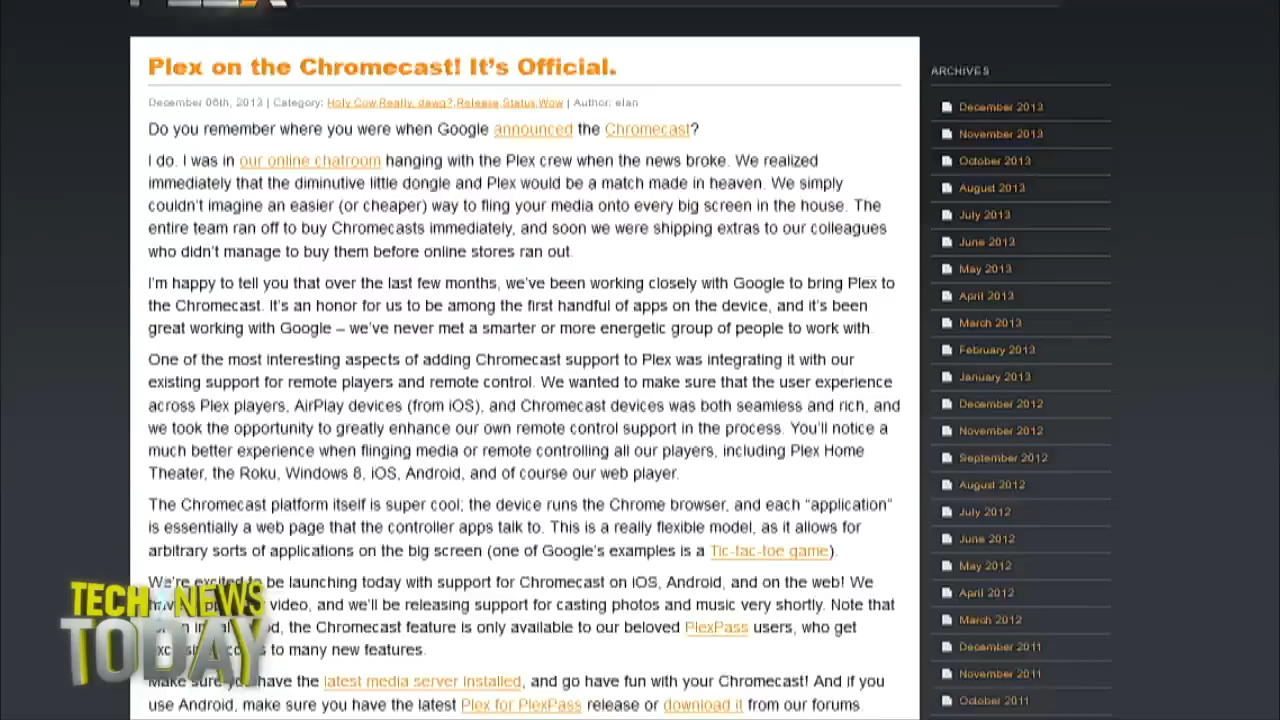 Plex on the Chromecast! It's Official.
December 06th, 2013 | Category: Holy Cow,Really, dawg?,Release,Status,Wow | Author: elan
Do you remember where you were when Google announced the Chromecast?
I do. I was in our online chatroom hanging with the Plex crew when the news broke. We realized
immediately that the diminutive little dongle and Plex would be a match made in heaven. We simply
couldn't imagine an easier (or cheaper) way to fling your media onto every big screen in the house. The
entire team ran off to buy Chromecasts immediately, and soon we were shipping extras to our colleagues
who didn't manage to buy them before online stores ran out.
I'm happy to tell you that over the last few months, we've been working closely with Google to bring Plex to
the Chromecast. It's an honor for us to be among the first handful of apps on the device, and it's been
great working with Google – we've never met a smarter or more energetic group of people to work with.
One of the most interesting aspects of adding Chromecast support to Plex was integrating it with our
existing support for remote players and remote control. We wanted to make sure that the user experience
across Plex players, AirPlay devices (from iOS), and Chromecast devices was both seamless and rich, and
we took the opportunity to greatly enhance our own remote control support in the process. You'll notice a
much better experience when flinging media or remote controlling all our players, including Plex Home
Theater, the Roku, Windows 8, iOS, Android, and of course our web player.
The Chromecast platform itself is super cool; the device runs the Chrome browser, and each "application"
is essentially a web page that the controller apps talk to. This is a really flexible model, as it allows for
arbitrary sorts of applications on the big screen (one of Google's examples is a Tic-tac-toe game).
We're excited to be launching today with support for Chromecast on iOS, Android, and on the web! We
video, and we'll be releasing support for casting photos and music very shortly. Note that
the Chromecast feature is only available to our beloved PlexPass users, who get
to many new features.
Make sure you have the latest media server installed, and go have fun with your Chromecast! And if you
use Android, make sure you have the latest Plex for PlexPass release or download it from our forums.
ARCHIVES
December 2013
November 2013
October 2013
August 2013
July 2013
June 2013
May 2013
April 2013
March 2013
February 2013
January 2013
December 2012
November 2012
September 2012
August 2012
July 2012
June 2012
May 2012
April 2012
March 2012
December 2011
November 2011
October 2011
TECH NEWS
TODAY